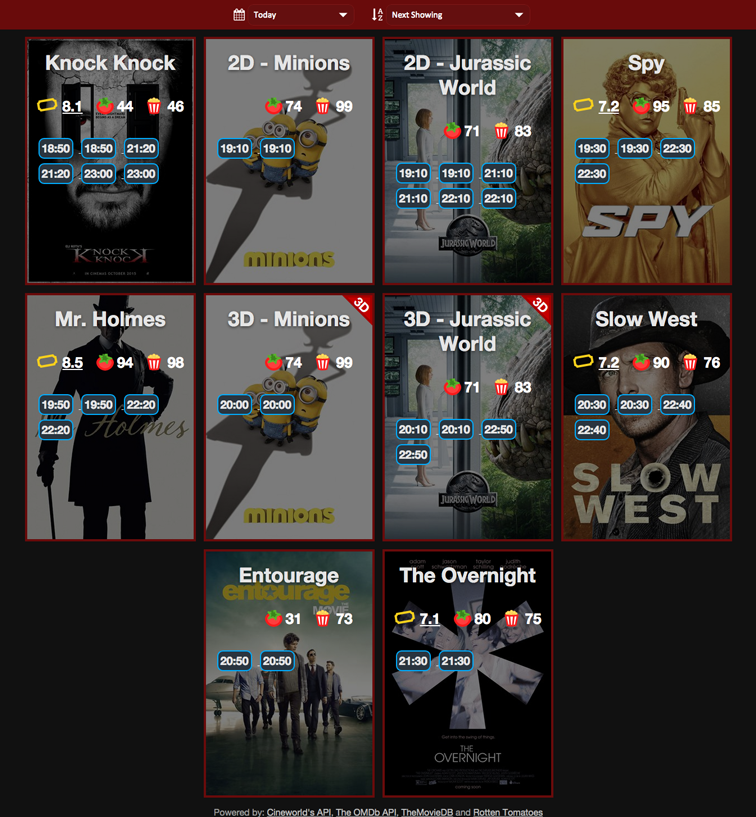 Today
Next Showing
Knock Knock
8.1 44 46
18:50 18:50 21:20
21:20 23:00 23:00
KNOCK
KNOCK
IN CINEMAS OCTOBER 2015
2D - Minions
74 99
19:10 19:10
minions
2D - Jurassic
World
71 83
19:10 19:10 21:10
21:10 22:10 22:10
JURASSIC WORLD
Spy
7.2 95 85
19:30 19:30 22:30
22:30
SPY
Mr. Holmes
8.5 94 98
19:50 19:50 22:20
22:20
Holmes
3D
3D - Minions
74 99
20:00 20:00
minions
3D
3D - Jurassic
World
71 83
20:10 20:10 22:50
22:50
JURASSIC WORLD
Slow West
7.2 90 76
20:30 20:30 22:40
22:40
SLOW
WEST
Entourage
entourage
MOVIE
31 73
20:50 20:50
The Overnight
7.1 80 75
21:30 21:30
Get into the swing of things
THE
OVERNIGHT
coming soon
Powered by: Cineworld's API, The OMDb API, TheMovieDB and Rotten Tomatoes